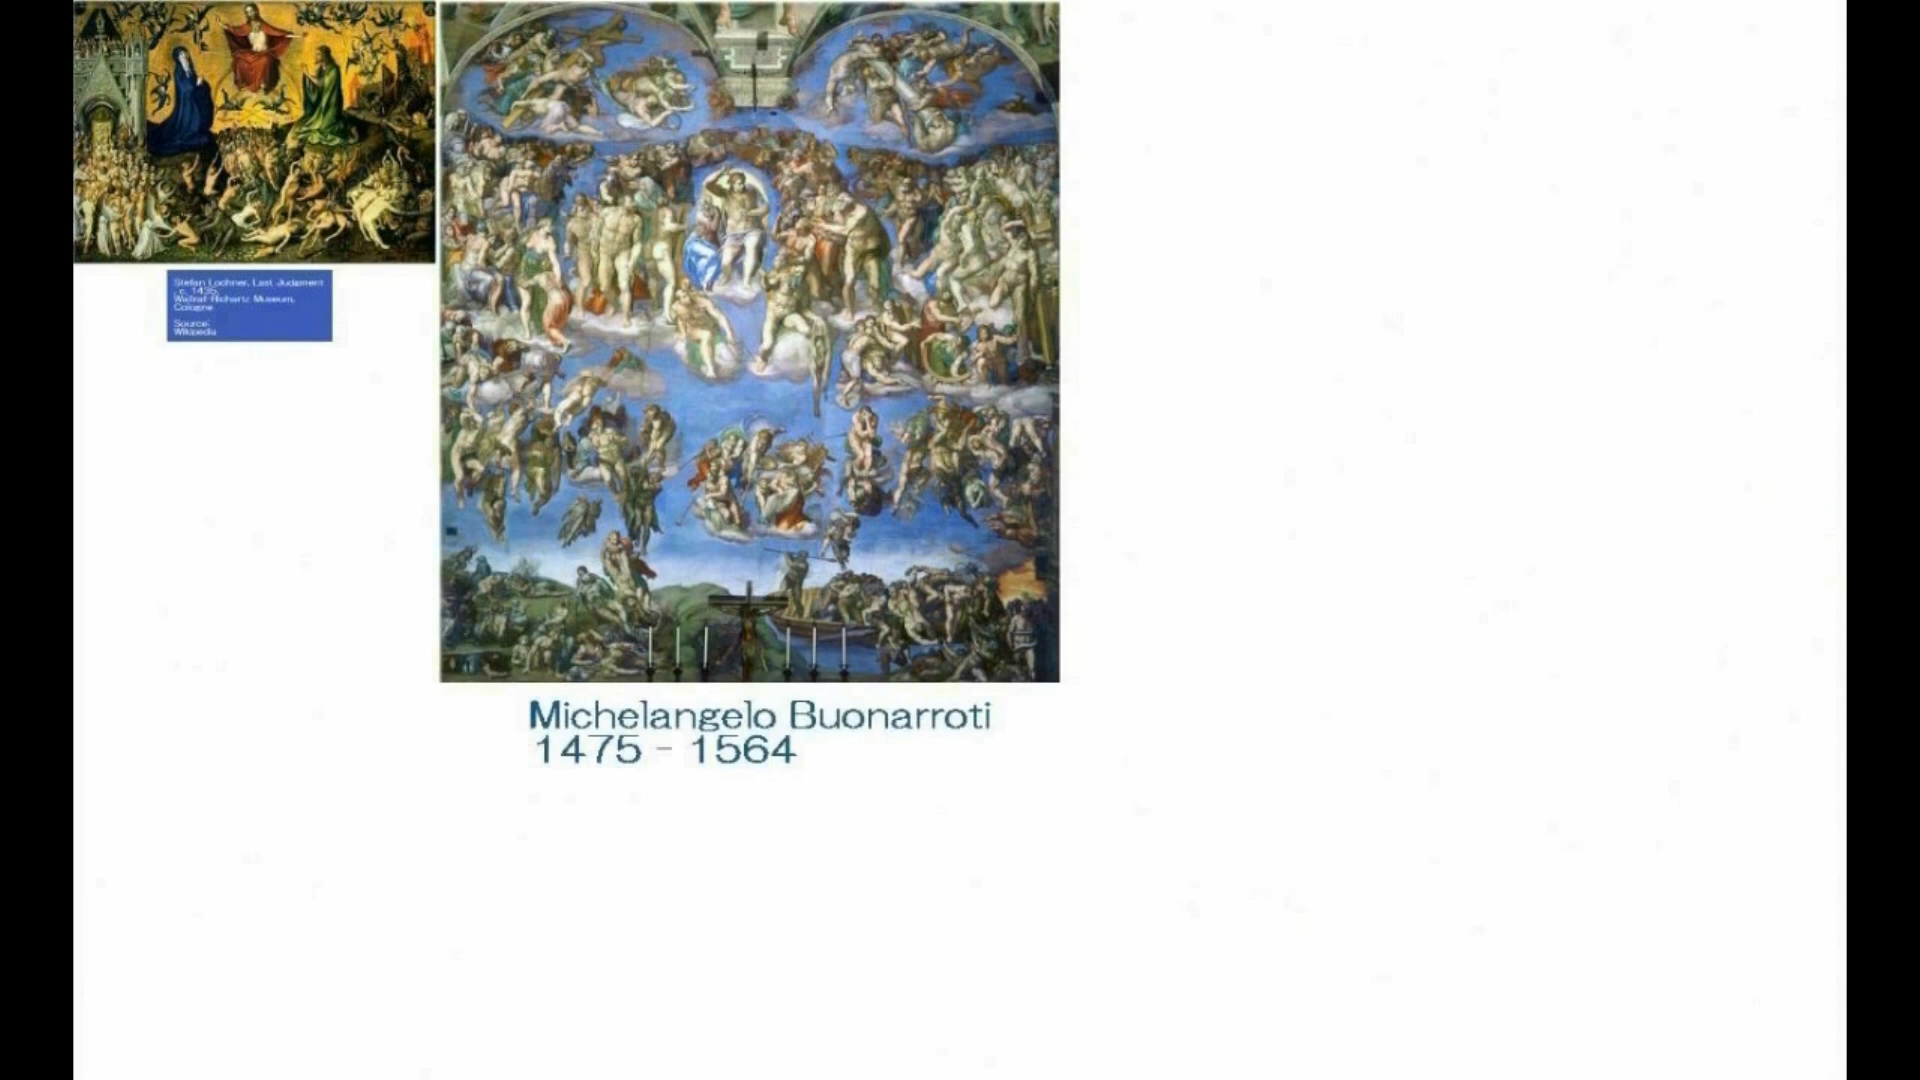 Stefan Lochner, Last Judgment
, c. 1435.
Wallraf-Richartz Museum,
Cologne
Source:
Wikipedia
Michelangelo Buonarroti
1475 - 1564